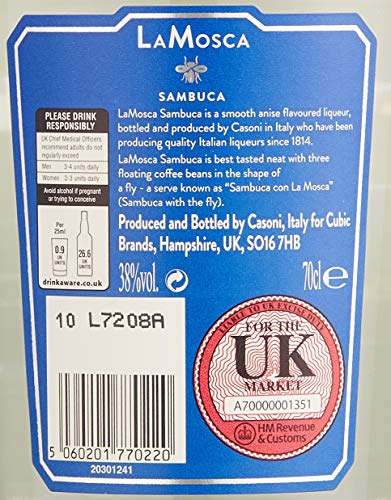 LaMosca
SAMBUCA
LaMosca Sambuca is a smooth anise flavoured liqueur,
bottled and produced by Casoni in Italy who have been
producing quality Italian liqueurs since 1814.
LaMosca Sambuca is best tasted neat with three
floating coffee beans in the shape of
a fly - a serve known as “Sambuca con La Mosca”
(Sambuca with the fly).
Produced and Bottled by Casoni, Italy for Cubic
Brands, Hampshire, UK, SO16 7HB
38%vol.
70cl e
PLEASE DRINK
RESPONSIBLY
UK Chief Medical Officers
recommend adults do not
regularly exceed
Men 3-4 units daily
Women 2-3 units daily
Avoid alcohol if pregnant
or trying to conceive
Per
25ml
0.9
UK
UNITS
26.6
UK
UNITS
drinkaware.co.uk
10 L7208A
5 060201 770220
20301241
LIABLE TO UK EXCISE DUTY
FOR THE
UK
MARKET
A70000001351
HM Revenue
& Customs